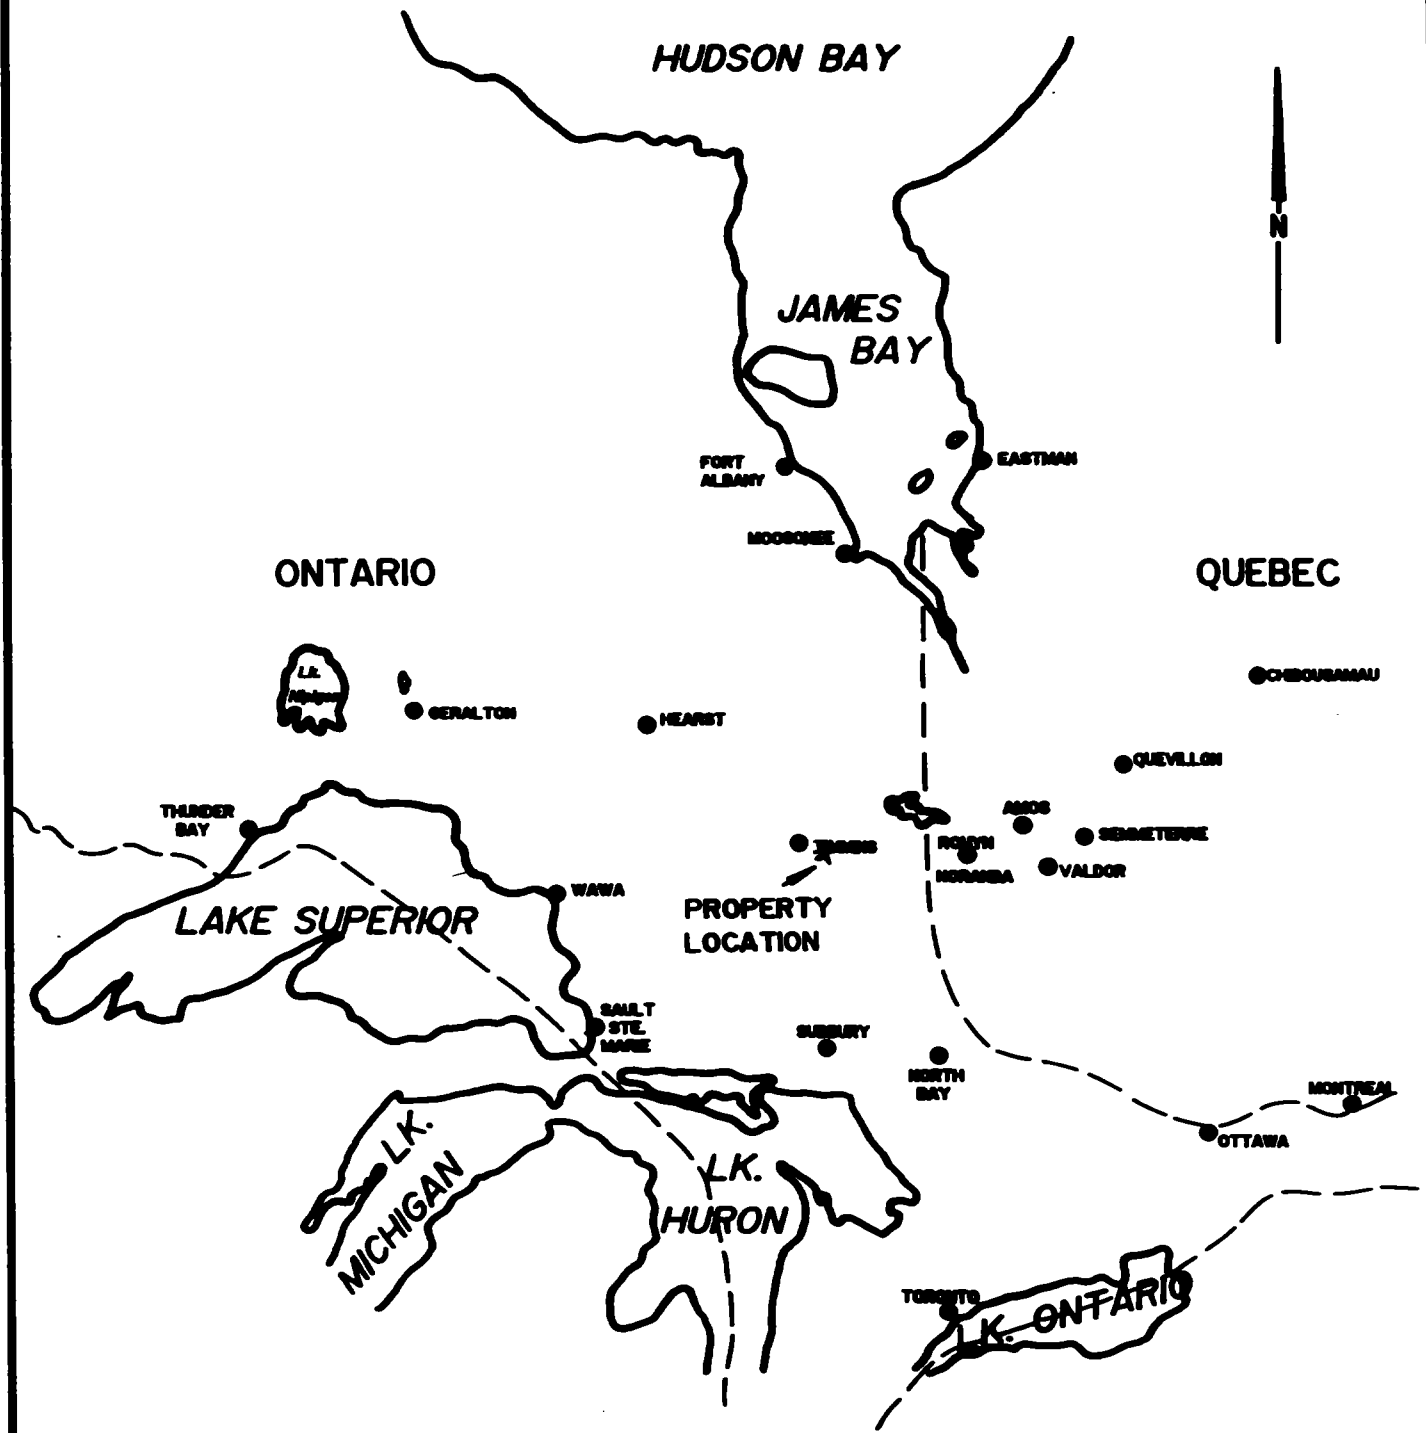 HUDSON BAY
N
JAMES
BAY
FORT
ALBANY
EASTMAN
MOOSONEE
ONTARIO
QUEBEC
Lk.
Nipigon
GERALTON
HEARST
CHIBOUGAMAU
QUEVILLON
THUNDER
BAY
AMOS
SENNETERRE
TIMMINS
ROUYN
NORANDA
VALDOR
WAWA
PROPERTY
LOCATION
LAKE SUPERIOR
SAULT
STE.
MARIE
SUDBURY
NORTH
BAY
MONTREAL
OTTAWA
LK.
MICHIGAN
LK.
HURON
TORONTO
LK. ONTARIO